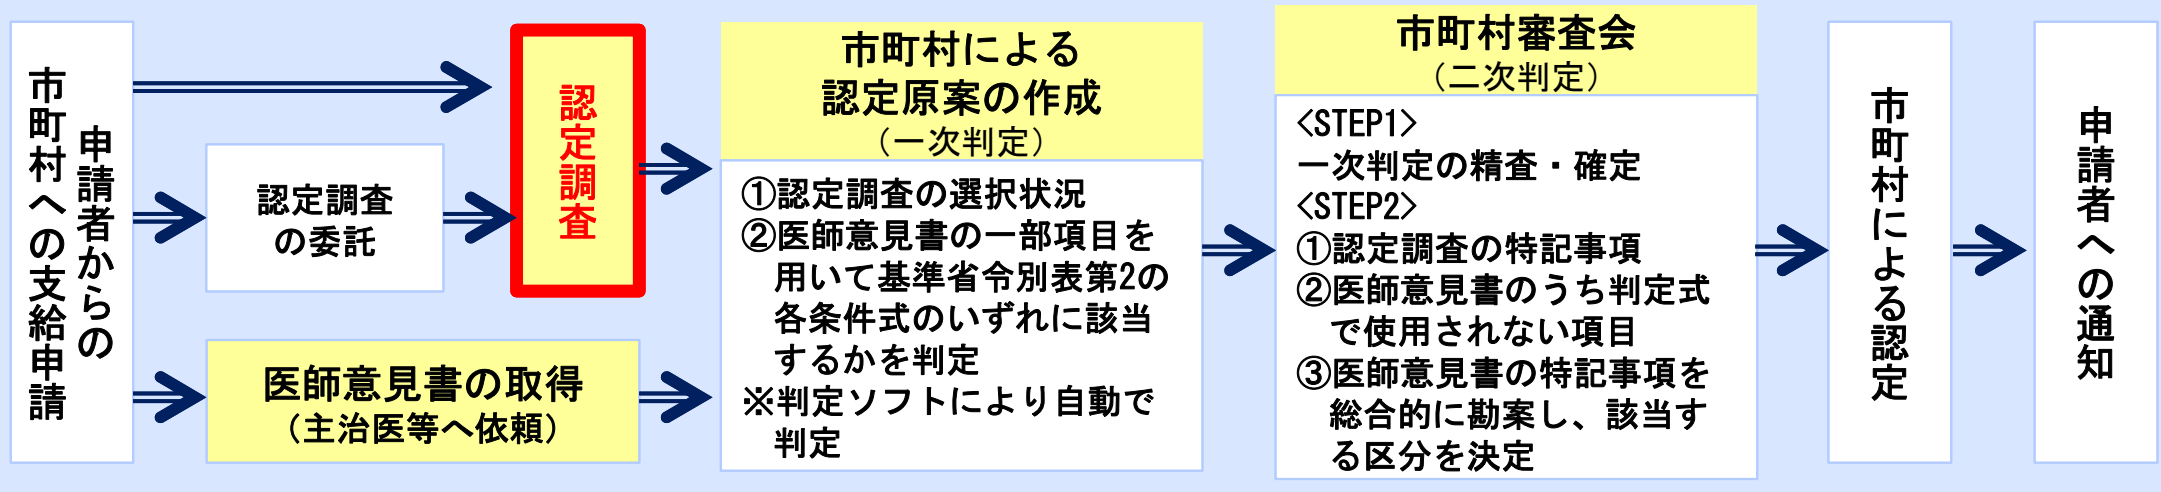 申請者からの
市町村への支給申請
認定調査
の委託
認定調査
医師意見書の取得
（主治医等へ依頼）
市町村による
認定原案の作成
（一次判定）
①認定調査の選択状況
②医師意見書の一部項目を
用いて基準省令別表第2の
各条件式のいずれに該当
するかを判定
※判定ソフトにより自動で
判定
市町村審査会
（二次判定）
<STEP1>
一次判定の精査・確定
<STEP2>
①認定調査の特記事項
②医師意見書のうち判定式
で使用されない項目
③医師意見書の特記事項を
総合的に勘案し、該当す
る区分を決定
市町村による認定
申請者への通知